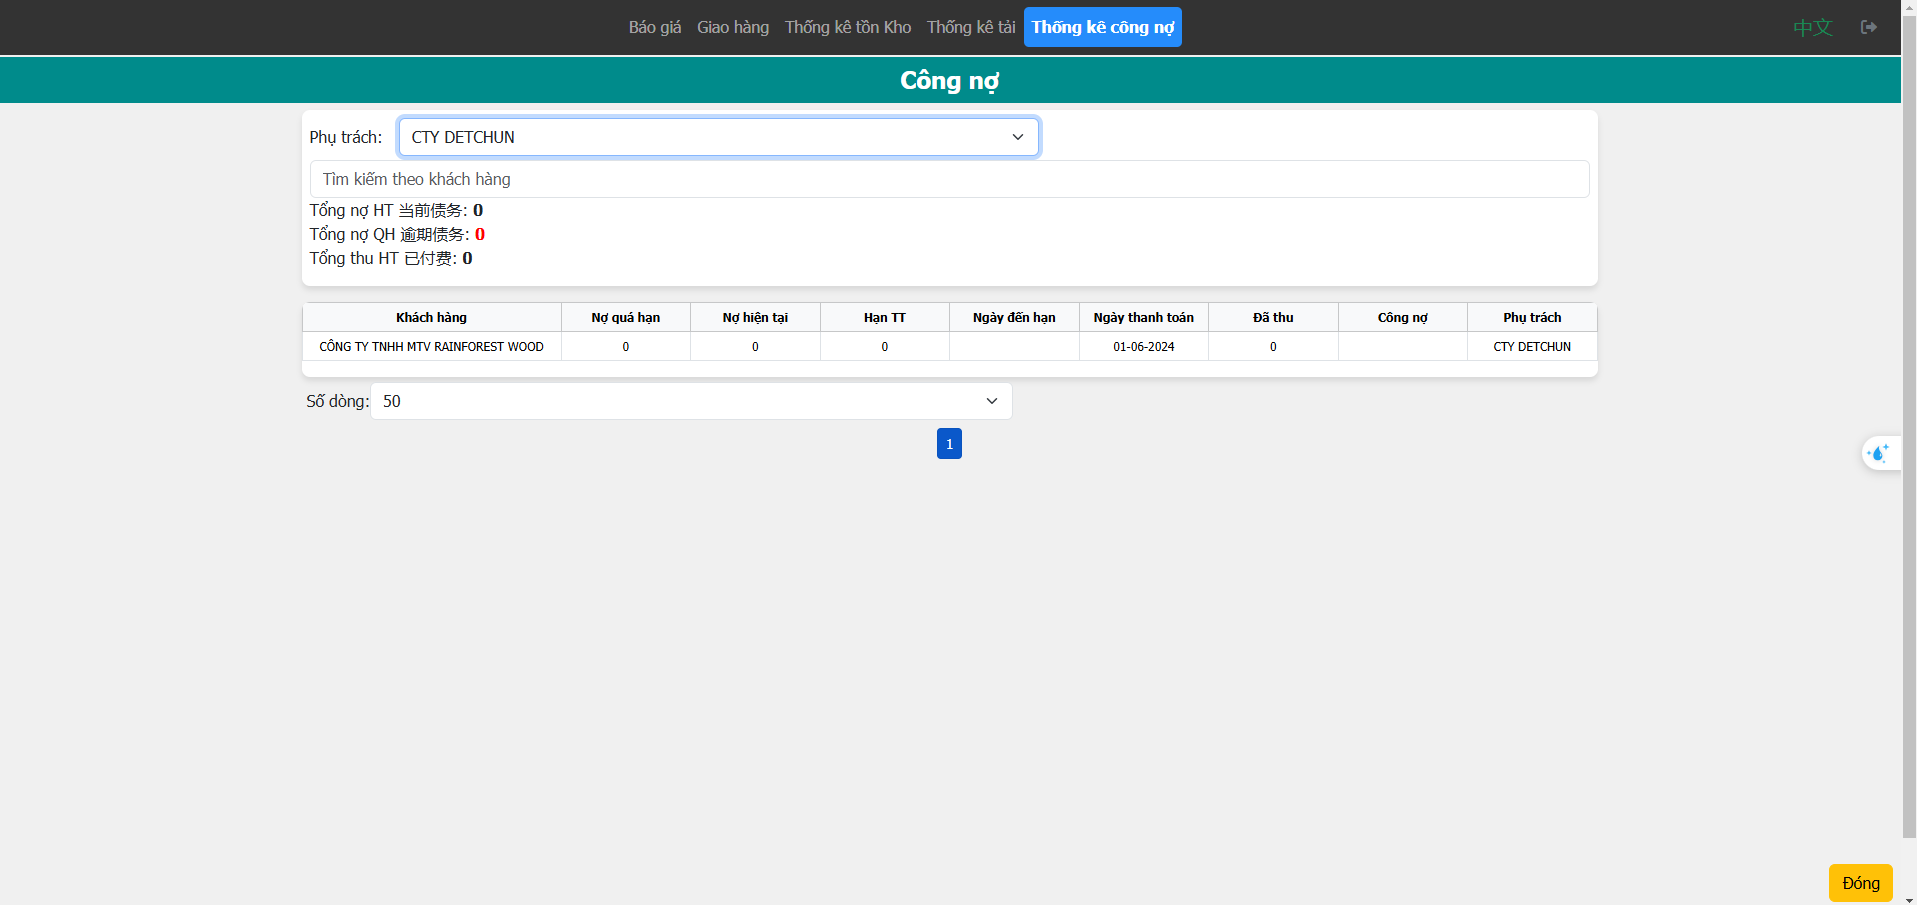 Báo giá Giao hàng Thống kê tồn Kho Thống kê tải Thống kê công nợ 中文
Công nợ
Phụ trách: CTY DETCHUN
Tìm kiếm theo khách hàng
Tổng nợ HT 当前债务: 0
Tổng nợ QH 逾期债务: 0
Tổng thu HT 已付费: 0
Khách hàng Nợ quá hạn Nợ hiện tại Hạn TT Ngày đến hạn Ngày thanh toán Đã thu Công nợ Phụ trách
CÔNG TY TNHH MTV RAINFOREST WOOD 0 0 0 01-06-2024 0 CTY DETCHUN
Số dòng: 50
1
Đóng